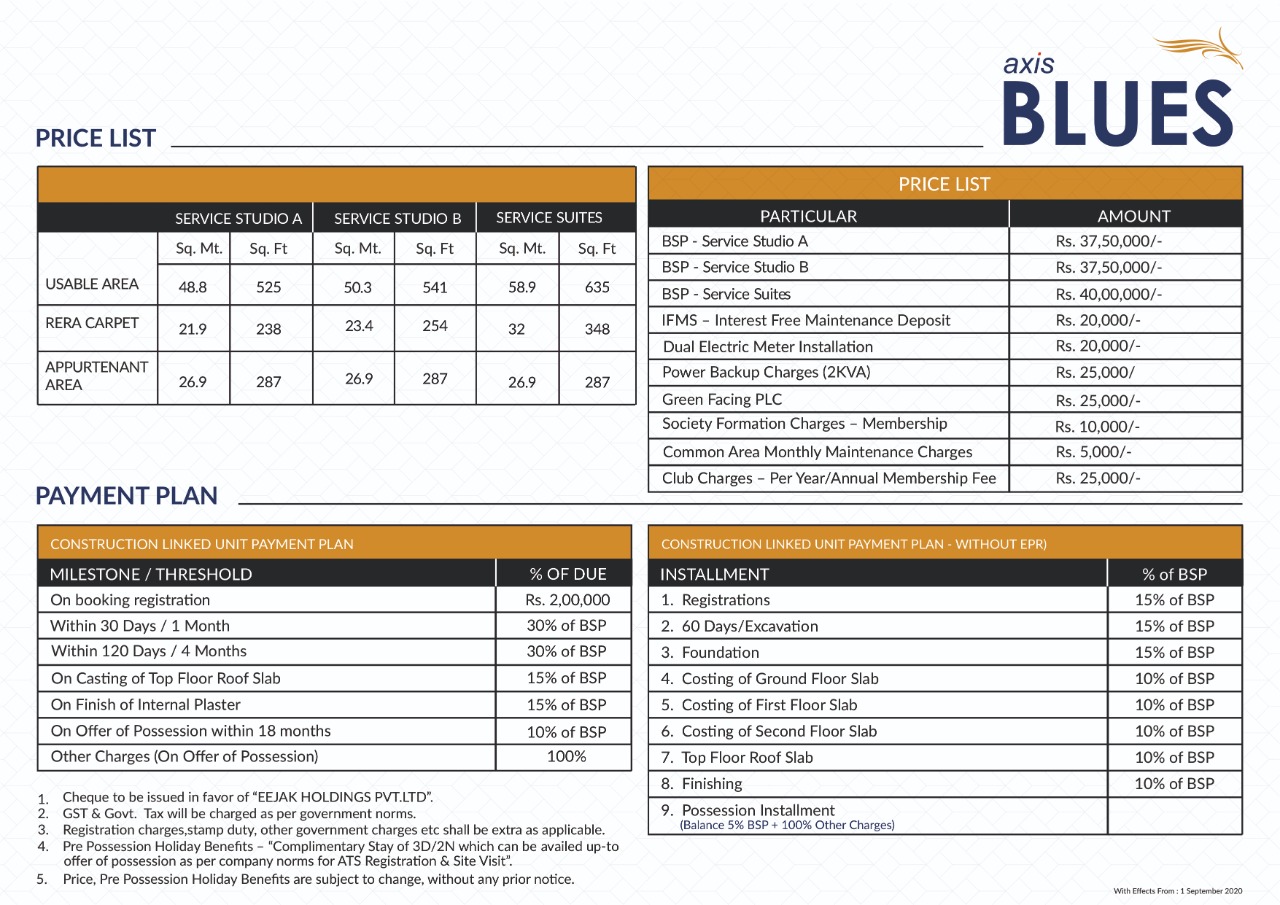 axis
BLUES
PRICE LIST
SERVICE STUDIO A SERVICE STUDIO B SERVICE SUITES
Sq. Mt. Sq. Ft Sq. Mt. Sq. Ft Sq. Mt. Sq. Ft
USABLE AREA 48.8 525 50.3 541 58.9 635
RERA CARPET 21.9 238 23.4 254 32 348
APPURTENANT
AREA 26.9 287 26.9 287 26.9 287
PRICE LIST
PARTICULAR AMOUNT
BSP - Service Studio A Rs. 37,50,000/-
BSP - Service Studio B Rs. 37,50,000/-
BSP - Service Suites Rs. 40,00,000/-
IFMS – Interest Free Maintenance Deposit Rs. 20,000/-
Dual Electric Meter Installation Rs. 20,000/-
Power Backup Charges (2KVA) Rs. 25,000/
Green Facing PLC Rs. 25,000/-
Society Formation Charges – Membership Rs. 10,000/-
Common Area Monthly Maintenance Charges Rs. 5,000/-
Club Charges – Per Year/Annual Membership Fee Rs. 25,000/-
PAYMENT PLAN
CONSTRUCTION LINKED UNIT PAYMENT PLAN
MILESTONE / THRESHOLD % OF DUE
On booking registration Rs. 2,00,000
Within 30 Days / 1 Month 30% of BSP
Within 120 Days / 4 Months 30% of BSP
On Casting of Top Floor Roof Slab 15% of BSP
On Finish of Internal Plaster 15% of BSP
On Offer of Possession within 18 months 10% of BSP
Other Charges (On Offer of Possession) 100%
CONSTRUCTION LINKED UNIT PAYMENT PLAN - WITHOUT EPR)
INSTALLMENT % of BSP
1. Registrations 15% of BSP
2. 60 Days/Excavation 15% of BSP
3. Foundation 15% of BSP
4. Costing of Ground Floor Slab 10% of BSP
5. Costing of First Floor Slab 10% of BSP
6. Costing of Second Floor Slab 10% of BSP
7. Top Floor Roof Slab 10% of BSP
8. Finishing 10% of BSP
9. Possession Installment
(Balance 5% BSP + 100% Other Charges)
1. Cheque to be issued in favor of “EEJAK HOLDINGS PVT.LTD”.
2. GST & Govt. Tax will be charged as per government norms.
3. Registration charges,stamp duty, other government charges etc shall be extra as applicable.
4. Pre Possession Holiday Benefits – “Complimentary Stay of 3D/2N which can be availed up-to
offer of possession as per company norms for ATS Registration & Site Visit”.
5. Price, Pre Possession Holiday Benefits are subject to change, without any prior notice.
With Effects From : 1 September 2020